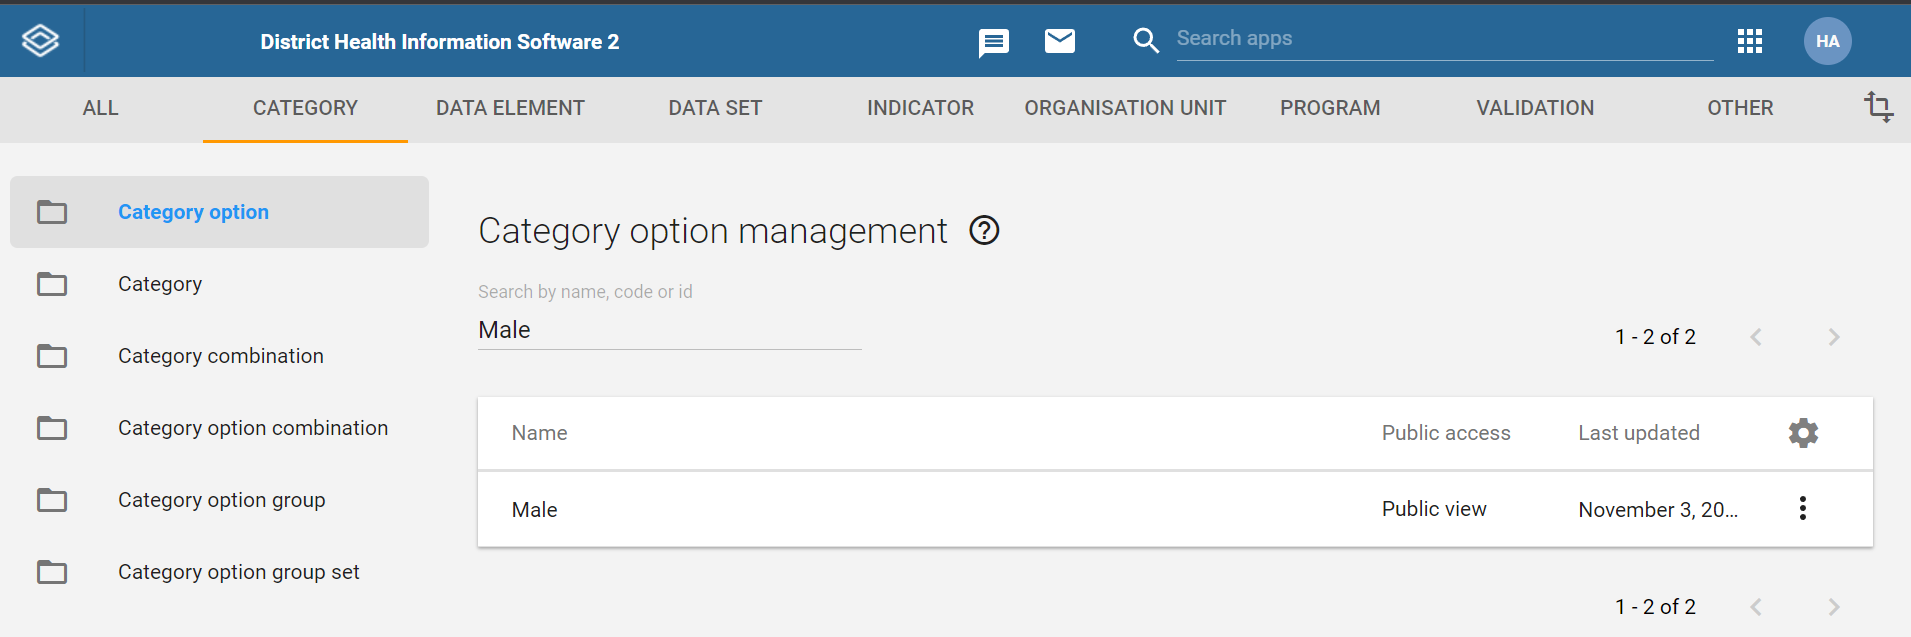 District Health Information Software 2
Search apps
HA
ALL CATEGORY DATA ELEMENT DATA SET INDICATOR ORGANISATION UNIT PROGRAM VALIDATION OTHER
Category option
Category
Category combination
Category option combination
Category option group
Category option group set
Category option management
Search by name, code or id
Male
1 - 2 of 2
Name Public access Last updated
Male Public view November 3, 20...
1 - 2 of 2